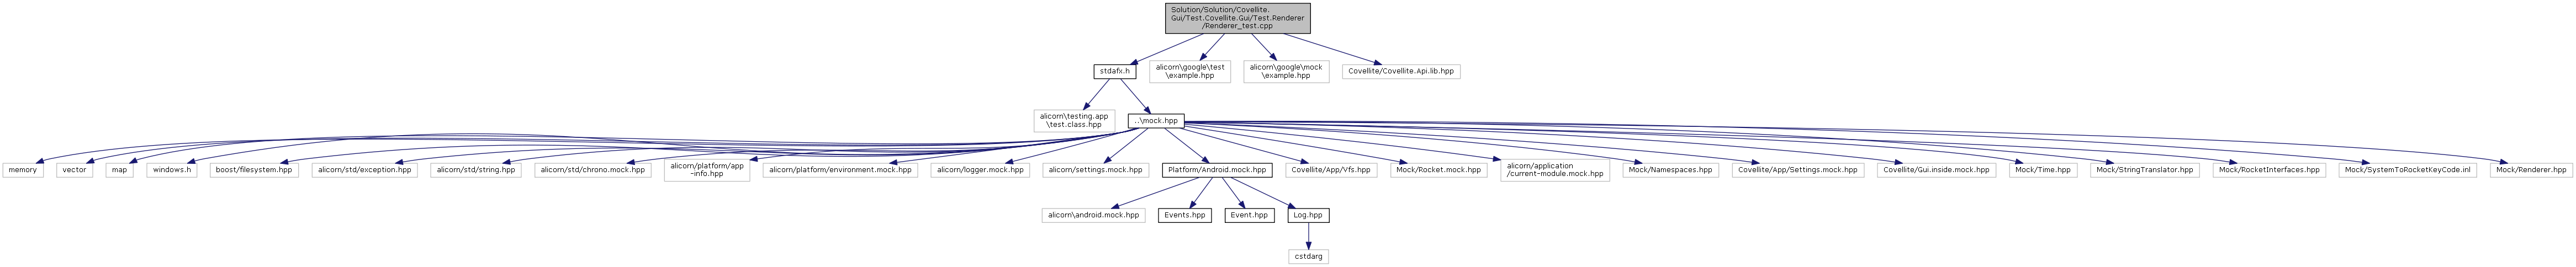 Solution/Solution/Covellite.
Gui/Test.Covellite.Gui/Test.Renderer
/Renderer_test.cpp
stdafx.h
alicorn\google\test
\example.hpp
alicorn\google\mock
\example.hpp
Covellite/Covellite.Api.lib.hpp
alicorn\testing.app
\test.class.hpp
..\mock.hpp
memory
vector
map
windows.h
boost/filesystem.hpp
alicorn/std/exception.hpp
alicorn/std/string.hpp
alicorn/std/chrono.mock.hpp
alicorn/platform/app
-info.hpp
alicorn/platform/environment.mock.hpp
alicorn/logger.mock.hpp
alicorn/settings.mock.hpp
Platform/Android.mock.hpp
Covellite/App/Vfs.hpp
Mock/Rocket.mock.hpp
alicorn/application
/current-module.mock.hpp
Mock/Namespaces.hpp
Covellite/App/Settings.mock.hpp
Covellite/Gui.inside.mock.hpp
Mock/Time.hpp
Mock/StringTranslator.hpp
Mock/RocketInterfaces.hpp
Mock/SystemToRocketKeyCode.inl
Mock/Renderer.hpp
alicorn\android.mock.hpp
Events.hpp
Event.hpp
Log.hpp
cstdarg